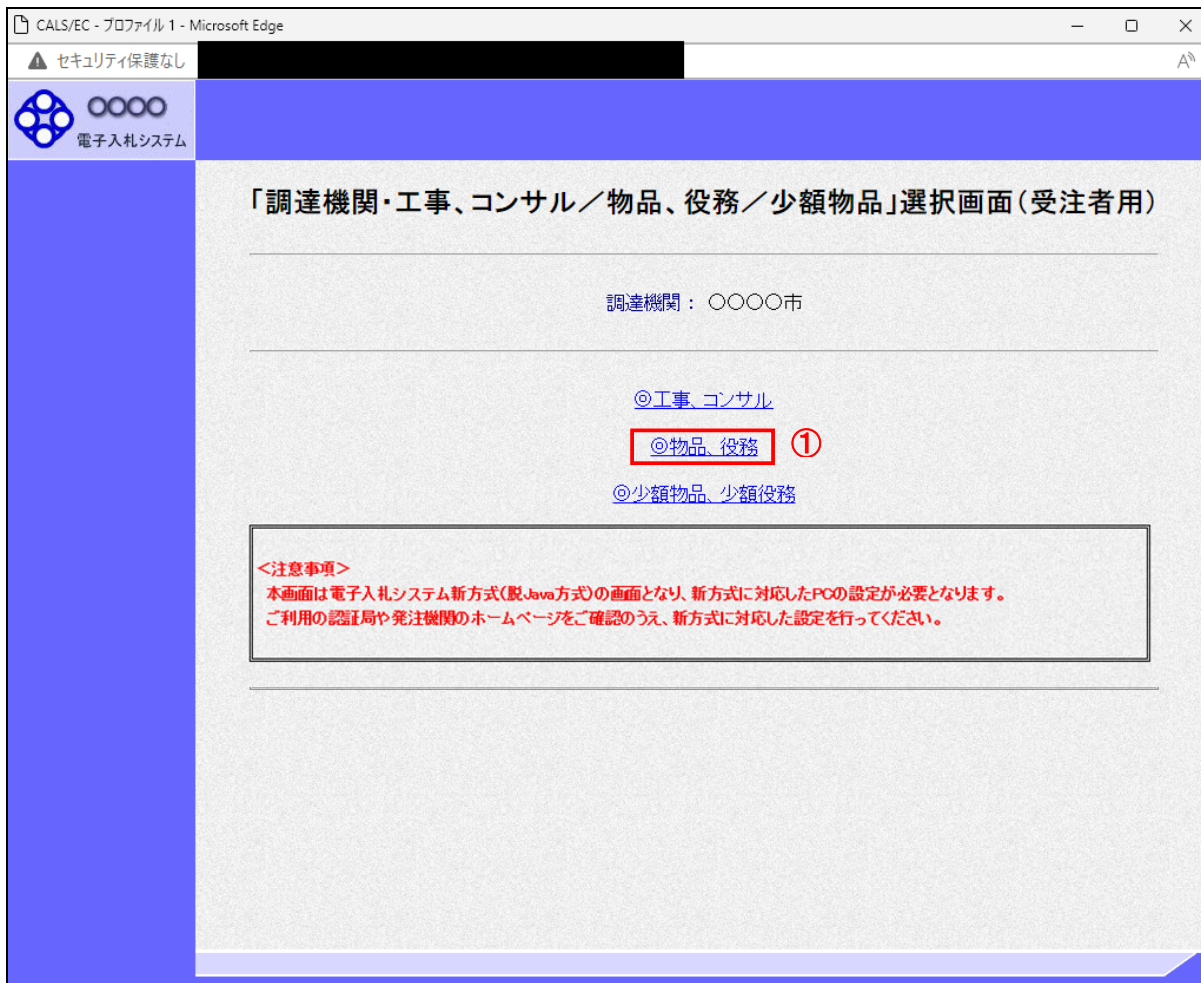 CALS/EC - プロファイル 1 - Microsoft Edge
セキュリティ保護なし
〇〇〇〇
電子入札システム
「調達機関・工事、コンサル／物品、役務／少額物品」選択画面（受注者用）
調達機関： 〇〇〇〇市
◎工事、コンサル
◎物品、役務 ①
◎少額物品、少額役務
＜注意事項＞
本画面は電子入札システム新方式(脱Java方式)の画面となり、新方式に対応したPCの設定が必要となります。
ご利用の認証局や発注機関のホームページをご確認のうえ、新方式に対応した設定を行ってください。